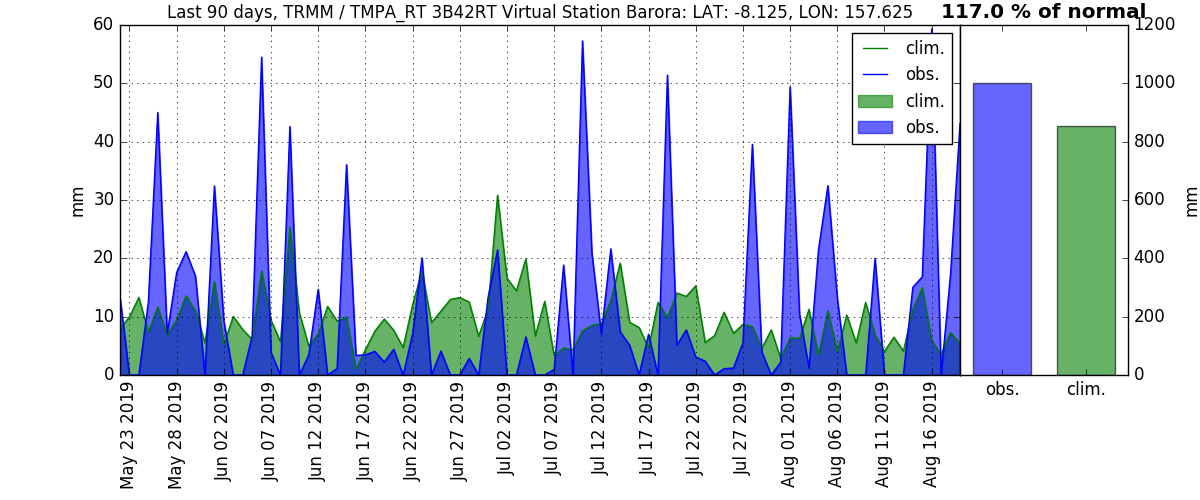 Last 90 days, TRMM / TMPA_RT 3B42RT Virtual Station Barora: LAT: -8.125, LON: 157.625
117.0 % of normal
60
50
40
30
20
10
0
mm
clim.
obs.
clim.
obs.
1200
1000
800
600
400
200
0
mm
obs.
clim.
May 23 2019
May 28 2019
Jun 02 2019
Jun 07 2019
Jun 12 2019
Jun 17 2019
Jun 22 2019
Jun 27 2019
Jul 02 2019
Jul 07 2019
Jul 12 2019
Jul 17 2019
Jul 22 2019
Jul 27 2019
Aug 01 2019
Aug 06 2019
Aug 11 2019
Aug 16 2019